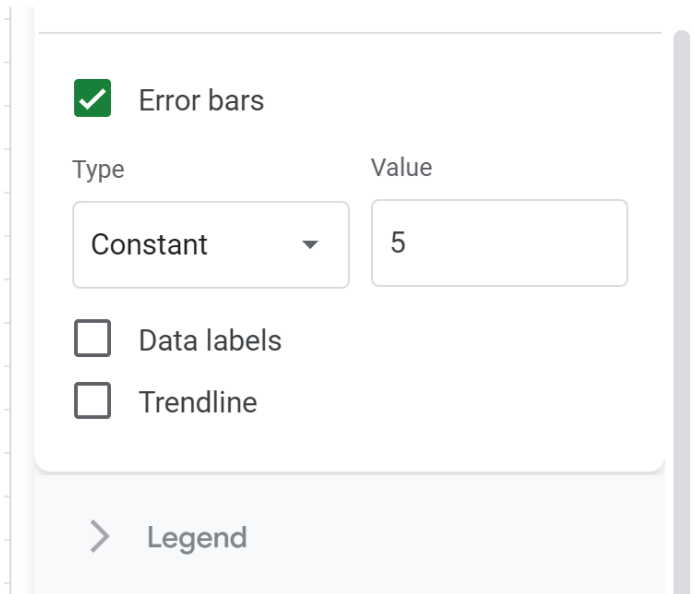 Error bars
Type Value
Constant 5
Data labels
Trendline
Legend